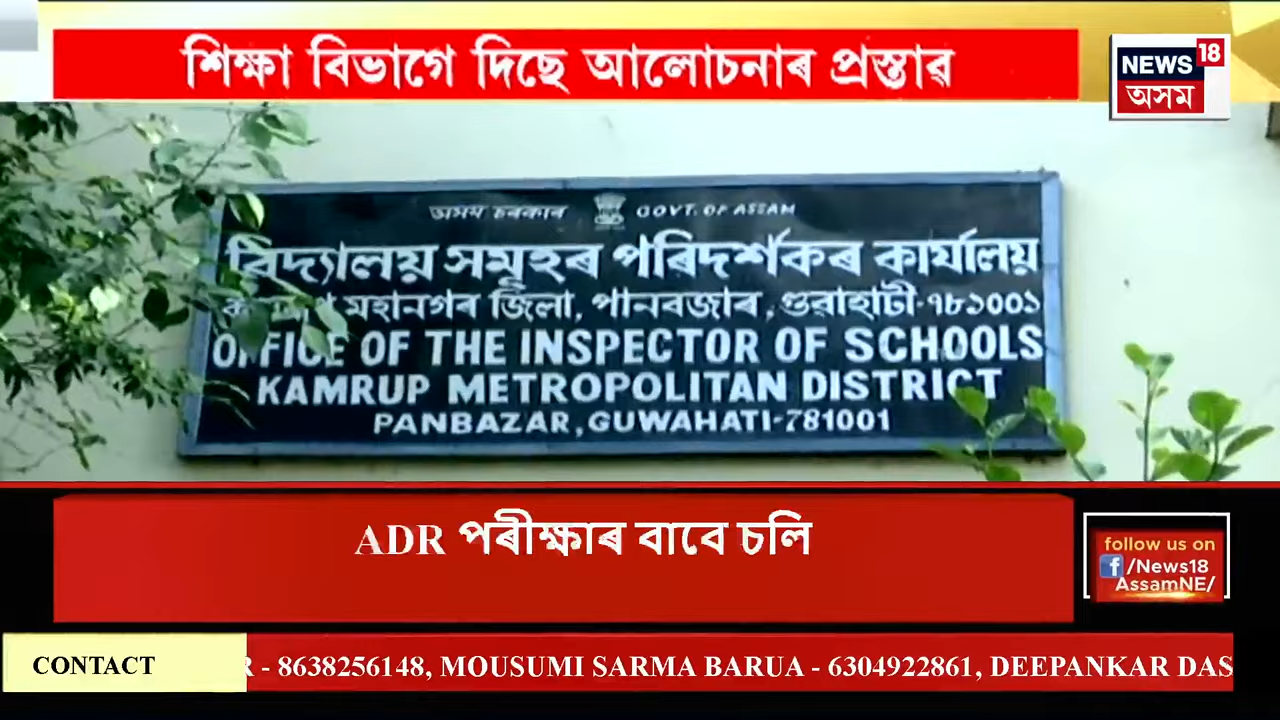 শিক্ষা বিভাগে দিছে আলোচনাৰ প্ৰস্তাৱ
NEWS 18
অসম
অসম চৰকাৰ GOVT. OF ASSAM
বিদ্যালয় সমূহৰ পৰিদৰ্শকৰ কাৰ্যালয়
মহানগৰ জিলা, পানবজাৰ, গুৱাহাটী-৭৮১০০১
OFFICE OF THE INSPECTOR OF SCHOOLS
KAMRUP METROPOLITAN DISTRICT
PANBAZAR, GUWAHATI-781001
ADR পৰীক্ষাৰ বাবে চলি
follow us on
/News18
AssamNE/
CONTACT R - 8638256148, MOUSUMI SARMA BARUA - 6304922861, DEEPANKAR DAS